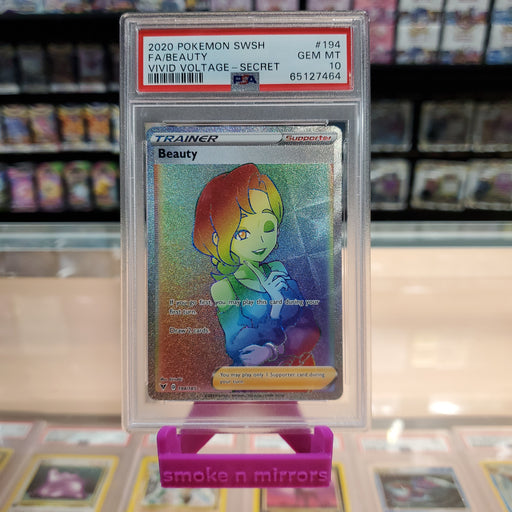 2020 POKEMON SWSH #194
FA/BEAUTY GEM MT
VIVID VOLTAGE-SECRET 10
PSA 65127464
TRAINER Supporter
Beauty
If you go first, you may play this card during your
first turn.
Draw 2 cards.
You may play only 1 Supporter card during
your turn.
194/185
smoke n mirrors